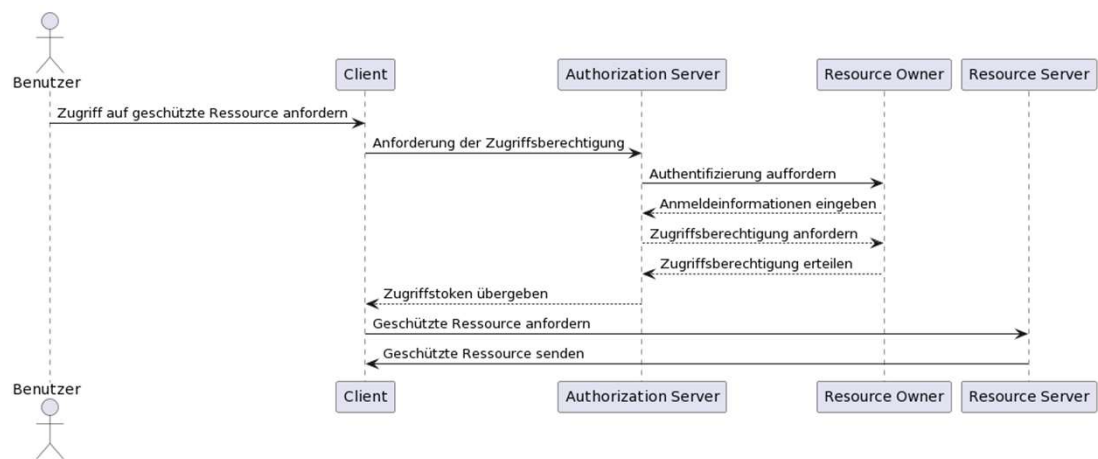 Benutzer
Client
Authorization Server
Resource Owner
Resource Server
Zugriff auf geschützte Ressource anfordern
Anforderung der Zugriffsberechtigung
Authentifizierung auffordern
Anmeldeinformationen eingeben
Zugriffsberechtigung anfordern
Zugriffsberechtigung erteilen
Zugriffstoken übergeben
Geschützte Ressource anfordern
Geschützte Ressource senden
Benutzer
Client
Authorization Server
Resource Owner
Resource Server